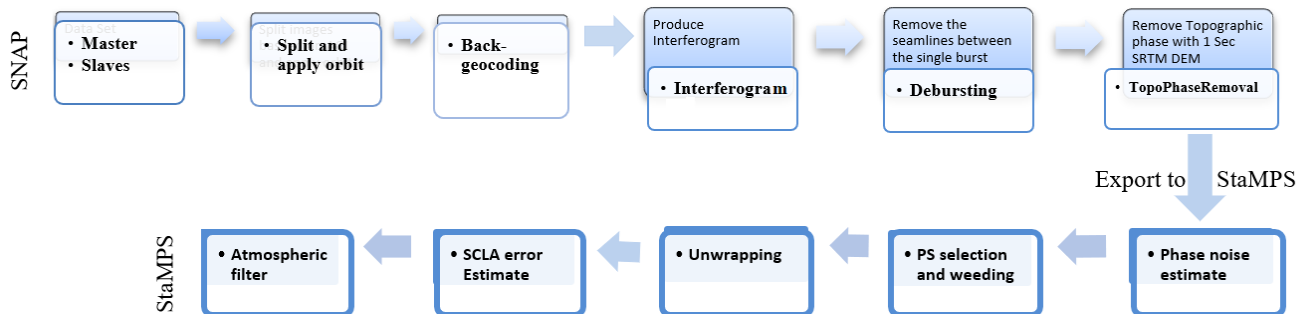 SNAP
Data Set
• Master
• Slaves
Split images
• Split and
apply orbit
• Back-
geocoding
Produce
Interferogram
• Interferogram
Remove the
seamlines between
the single burst
• Debursting
Remove Topographic
phase with 1 Sec
SRTM DEM
• TopoPhaseRemoval
Export to StaMPS
StaMPS
• Atmospheric
filter
• SCLA error
Estimate
• Unwrapping
• PS selection
and weeding
• Phase noise
estimate